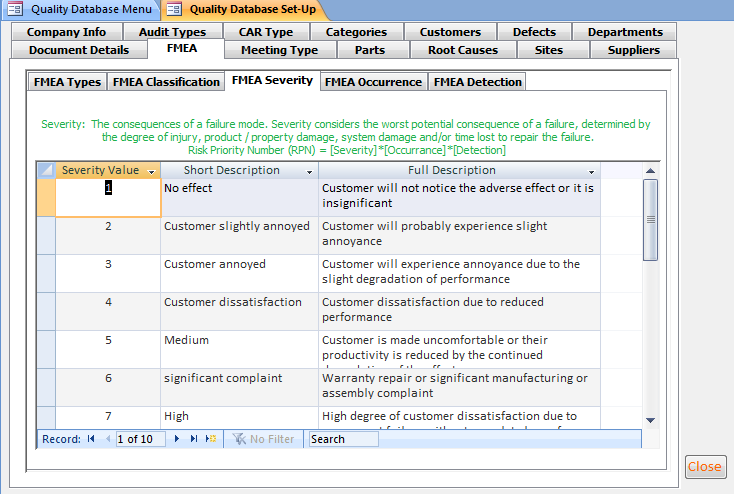 Quality Database Menu Quality Database Set-Up
Company Info Audit Types CAR Type Categories Customers Defects Departments
Document Details FMEA Meeting Type Parts Root Causes Sites Suppliers
FMEA Types FMEA Classification FMEA Severity FMEA Occurrence FMEA Detection
Severity: The consequences of a failure mode. Severity considers the worst potential consequence of a failure, determined by
the degree of injury, product / property damage, system damage and/or time lost to repair the failure.
Risk Priority Number (RPN) = [Severity]*[Occurrance]*[Detection]
Severity Value Short Description Full Description
1 No effect Customer will not notice the adverse effect or it is
insignificant
2 Customer slightly annoyed Customer will probably experience slight
annoyance
3 Customer annoyed Customer will experience annoyance due to the
slight degradation of performance
4 Customer dissatisfaction Customer dissatisfaction due to reduced
performance
5 Medium Customer is made uncomfortable or their
productivity is reduced by the continued
6 significant complaint Warranty repair or significant manufacturing or
assembly complaint
7 High High degree of customer dissatisfaction due to
Record: 1 of 10 No Filter Search
Close